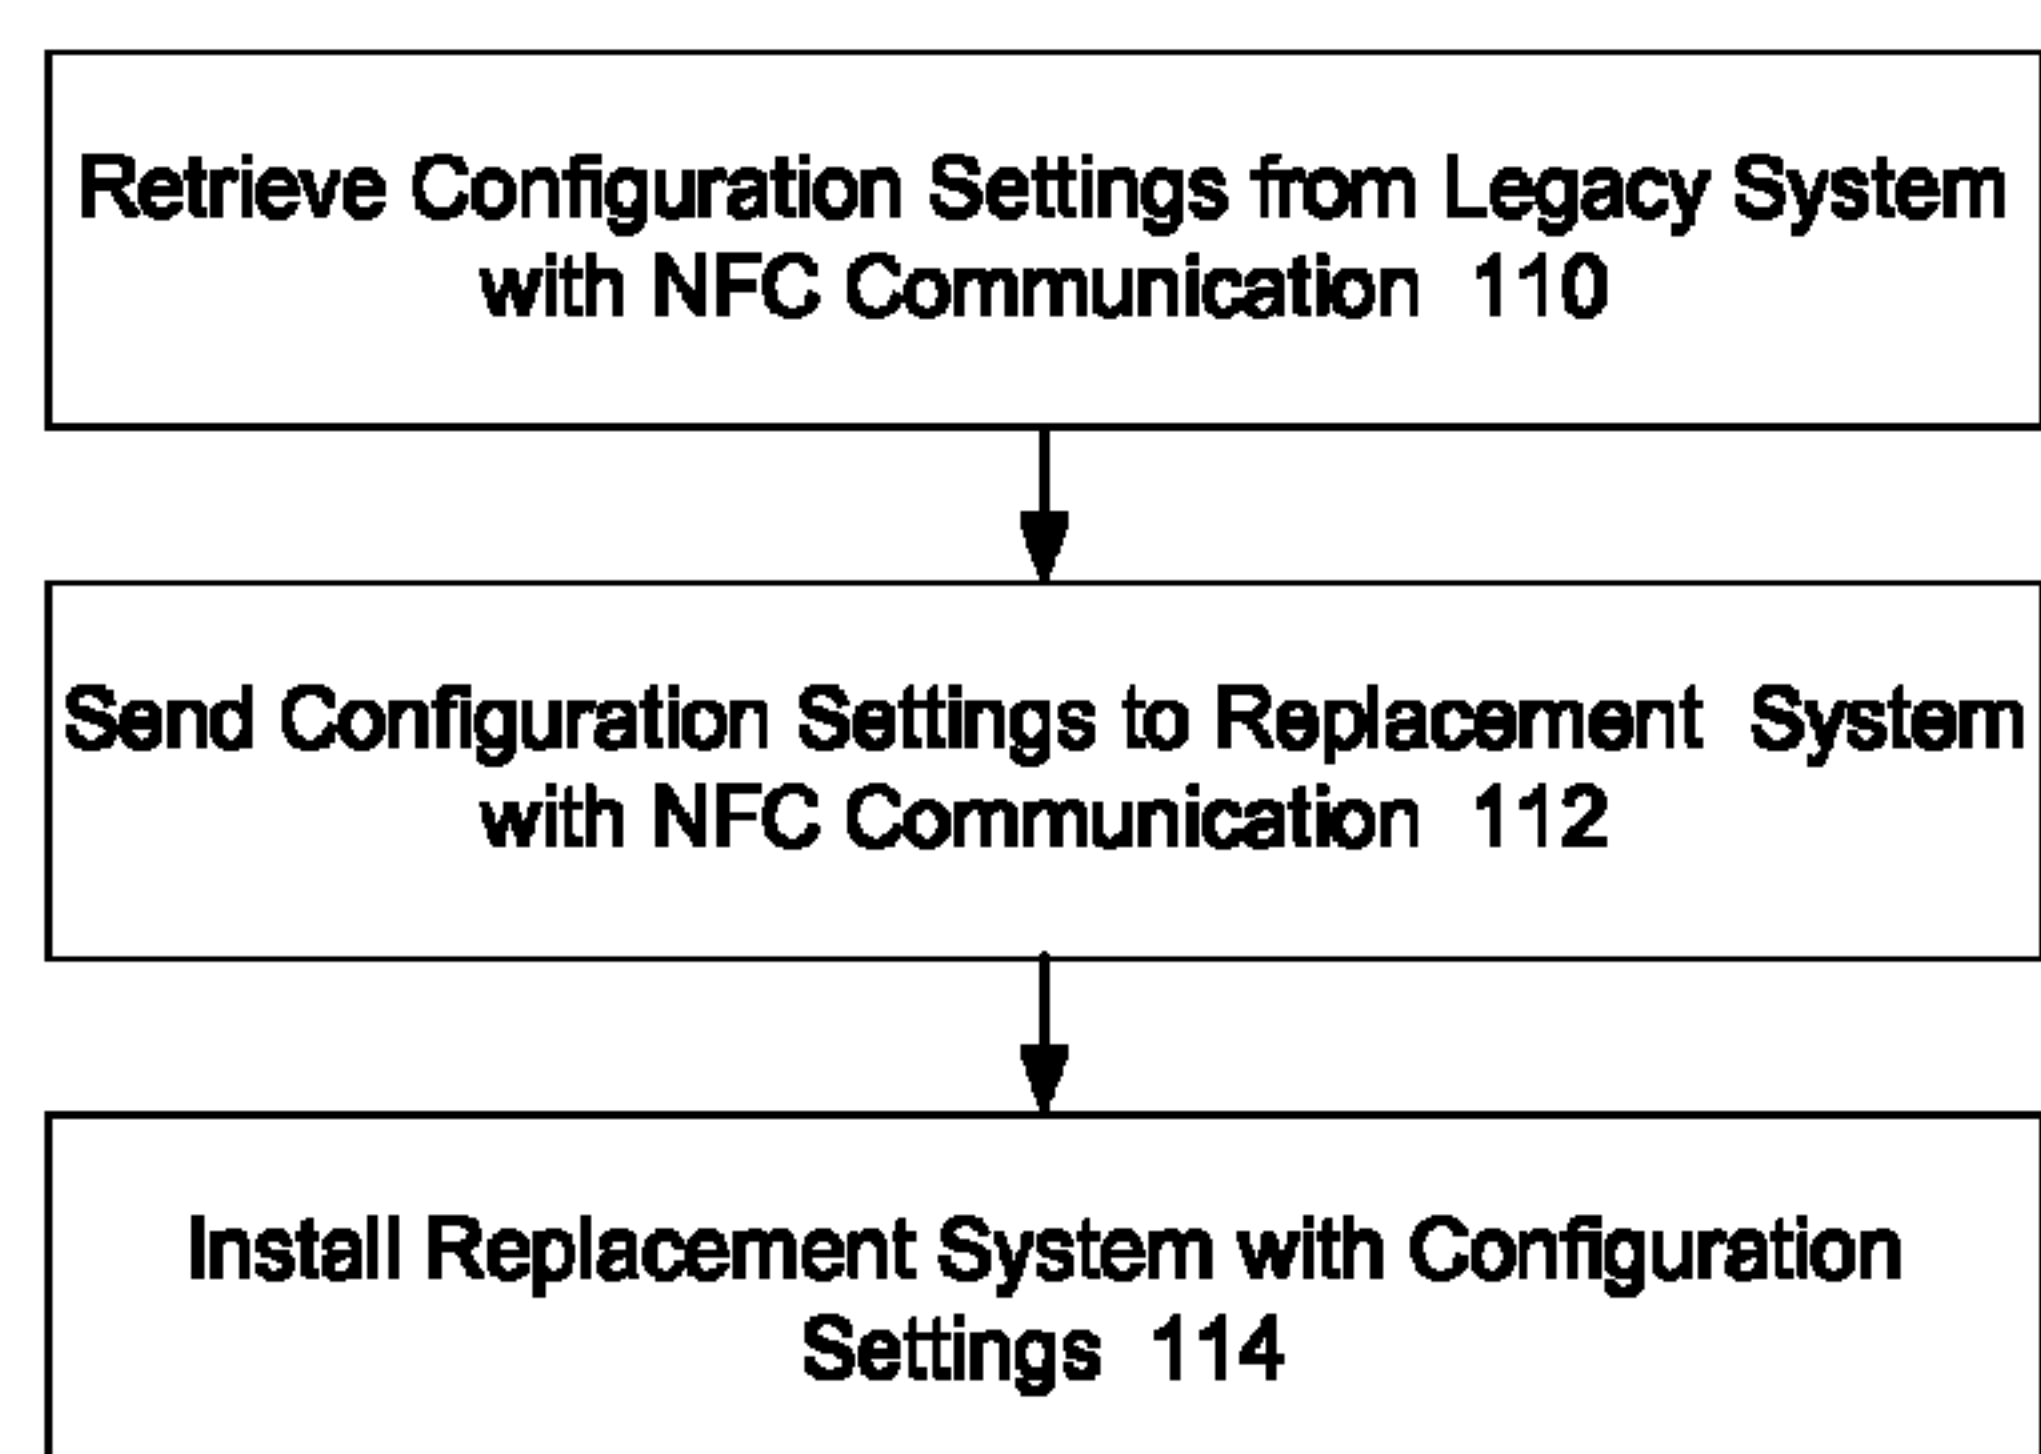 Retrieve Configuration Settings from Legacy System
with NFC Communication 110
Send Configuration Settings to Replacement System
with NFC Communication 112
Install Replacement System with Configuration
Settings 114